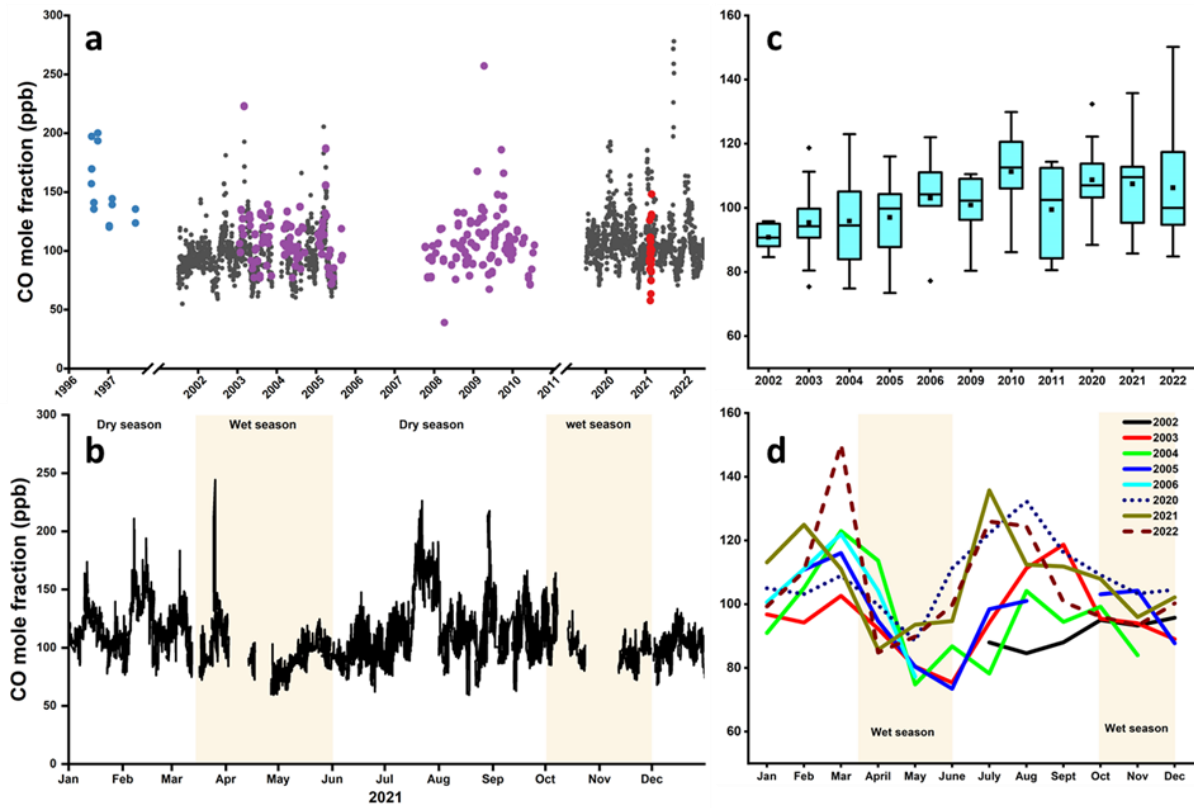 a
CO mole fraction (ppb)
300
250
200
150
100
50
0
1996 1997 2002 2003 2004 2005 2006 2007 2008 2009 2010 2011 2020 2021 2022
c
160
140
120
100
80
60
2002 2003 2004 2005 2006 2009 2010 2011 2020 2021 2022
b
Dry season Wet season Dry season wet season
CO mole fraction (ppb)
300
250
200
150
100
50
0
Jan Feb Mar Apr May Jun Jul Aug Sep Oct Nov Dec
2021
d
160
140
120
100
80
60
2002
2003
2004
2005
2006
2020
2021
2022
Wet season
Wet season
Jan Feb Mar April May June July Aug Sept Oct Nov Dec